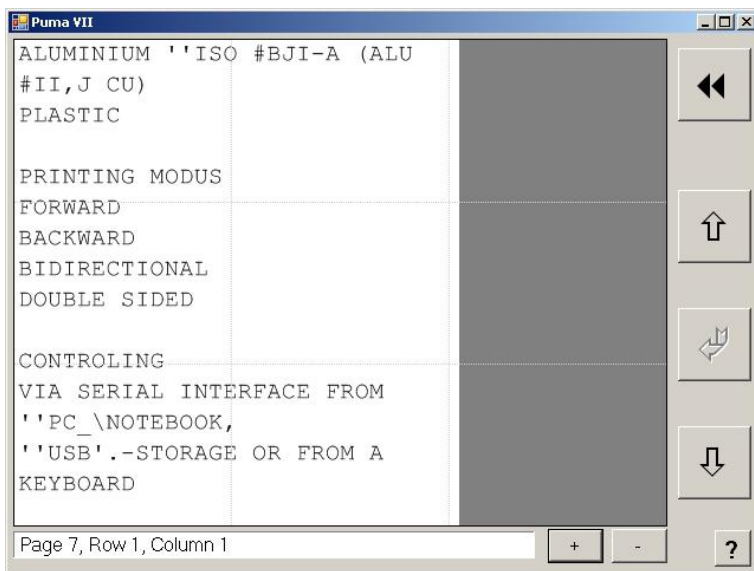 Puma VII
ALUMINIUM ''ISO #BJI-A (ALU
#II,J CU)
PLASTIC
PRINTING MODUS
FORWARD
BACKWARD
BIDIRECTIONAL
DOUBLE SIDED
CONTROLING
VIA SERIAL INTERFACE FROM
''PC_\NOTEBOOK,
''USB'.-STORAGE OR FROM A
KEYBOARD
Page 7, Row 1, Column 1
+ -
?